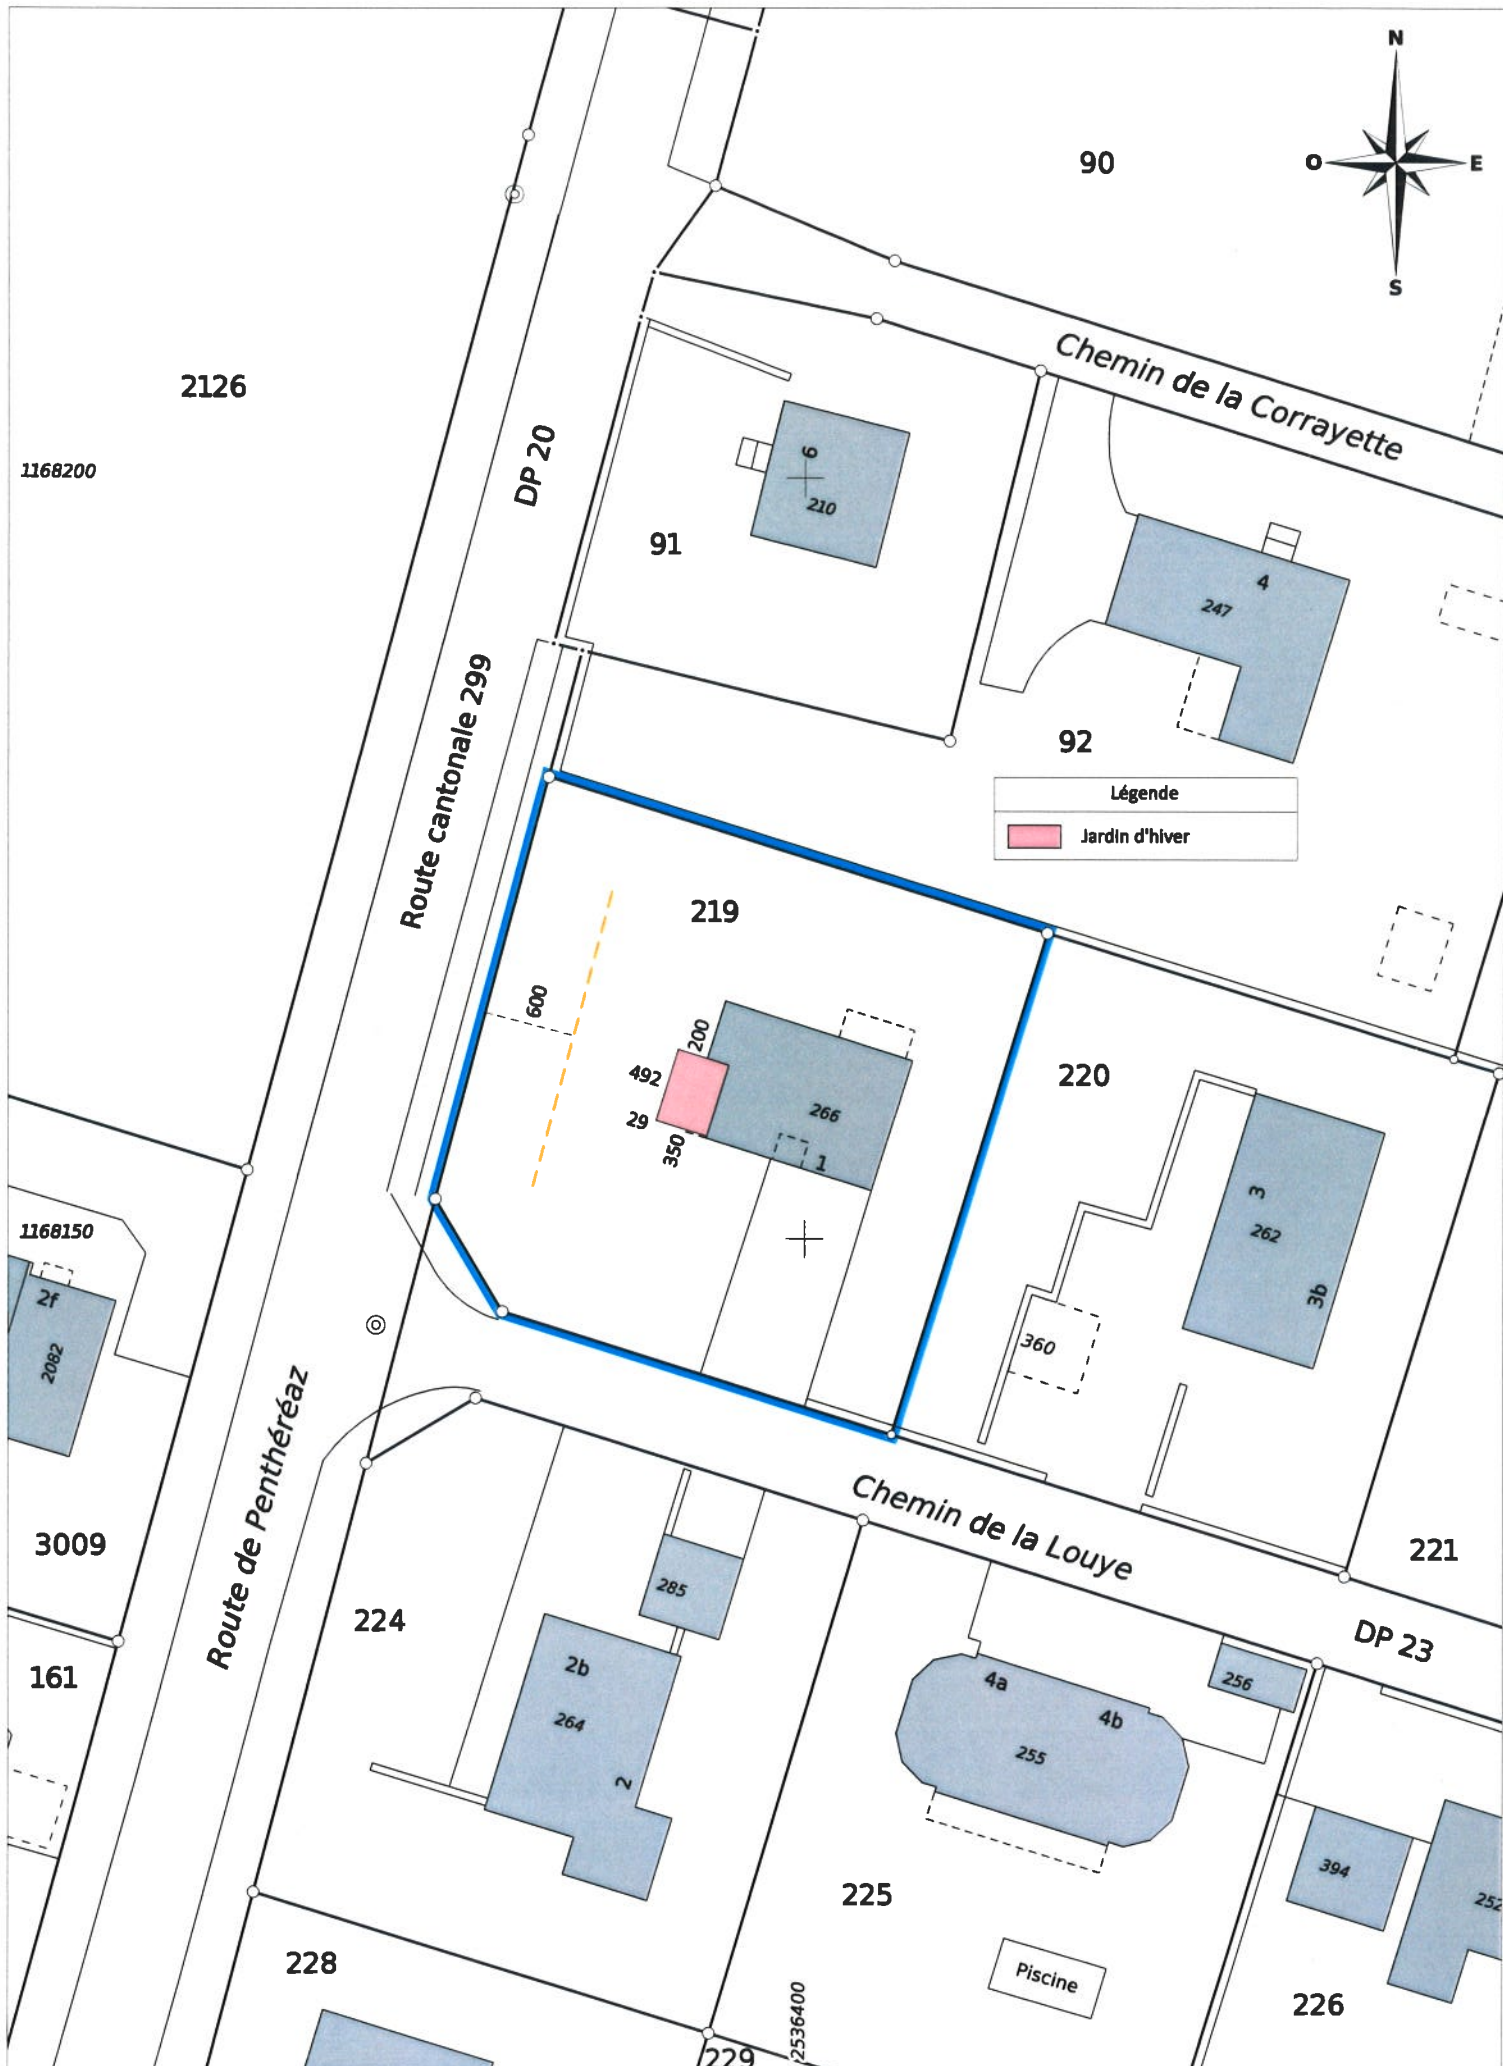 N
O
E
S
90
Chemin de la Corrayette
2126
1168200
DP 20
6
210
91
4
247
Route cantonale 299
92
Légende
Jardin d'hiver
219
600
200
492
29
350
266
1
220
3
262
3b
360
1168150
2f
2082
Route de Penthéréaz
Chemin de la Louye
DP 23
3009
161
221
224
285
2b
264
2
4a
4b
255
256
225
394
252
Piscine
228
226
229
2536400